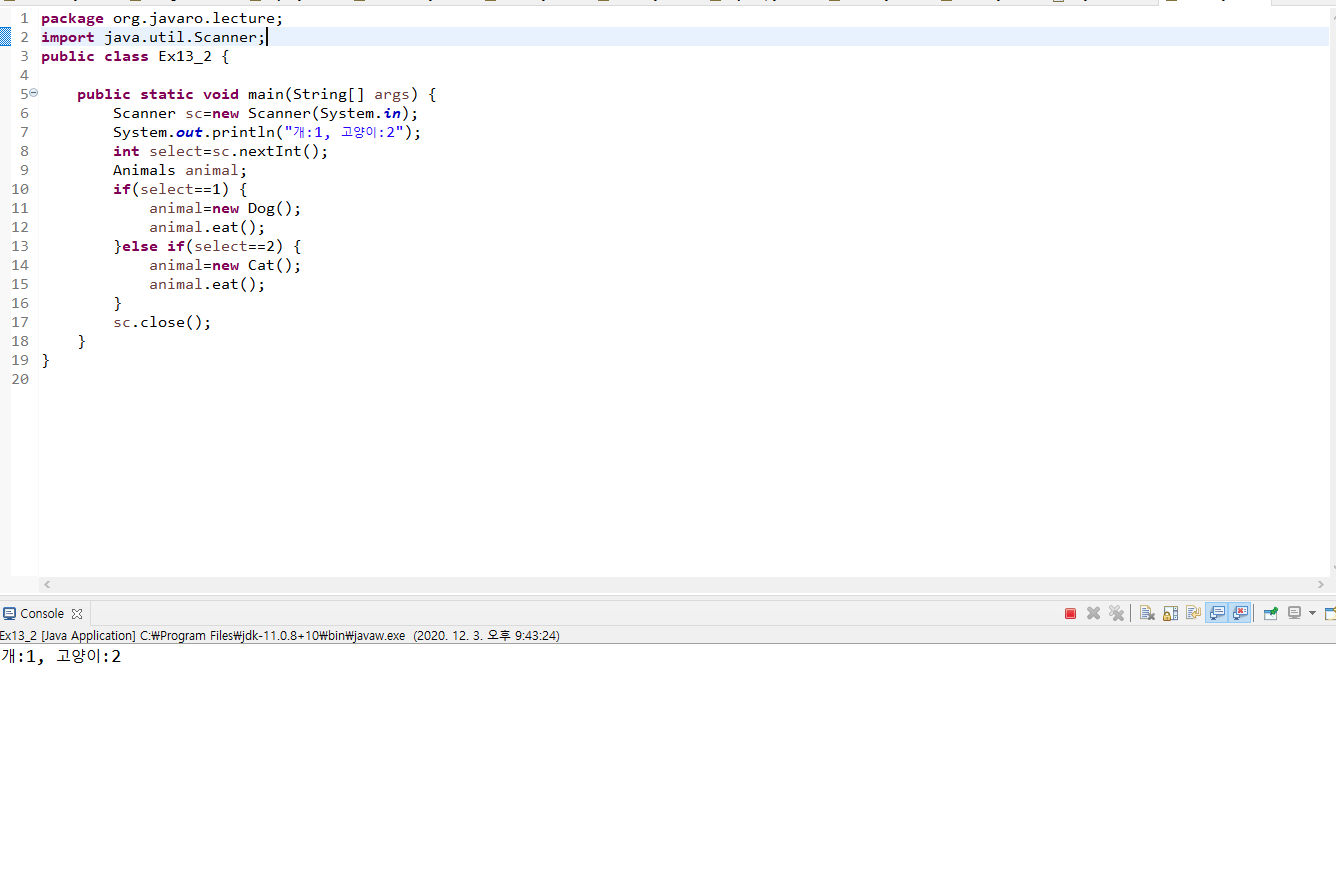 1 package org.javaro.lecture;
2 import java.util.Scanner;
3 public class Ex13_2 {
4
5     public static void main(String[] args) {
6         Scanner sc=new Scanner(System.in);
7         System.out.println("개:1, 고양이:2");
8         int select=sc.nextInt();
9         Animals animal;
10         if(select==1) {
11             animal=new Dog();
12             animal.eat();
13         }else if(select==2) {
14             animal=new Cat();
15             animal.eat();
16         }
17         sc.close();
18     }
19 }
20
Console
Ex13_2 [Java Application] C:₩Program Files₩jdk-11.0.8+10₩bin₩javaw.exe (2020. 12. 3. 오후 9:43:24)
개:1, 고양이:2